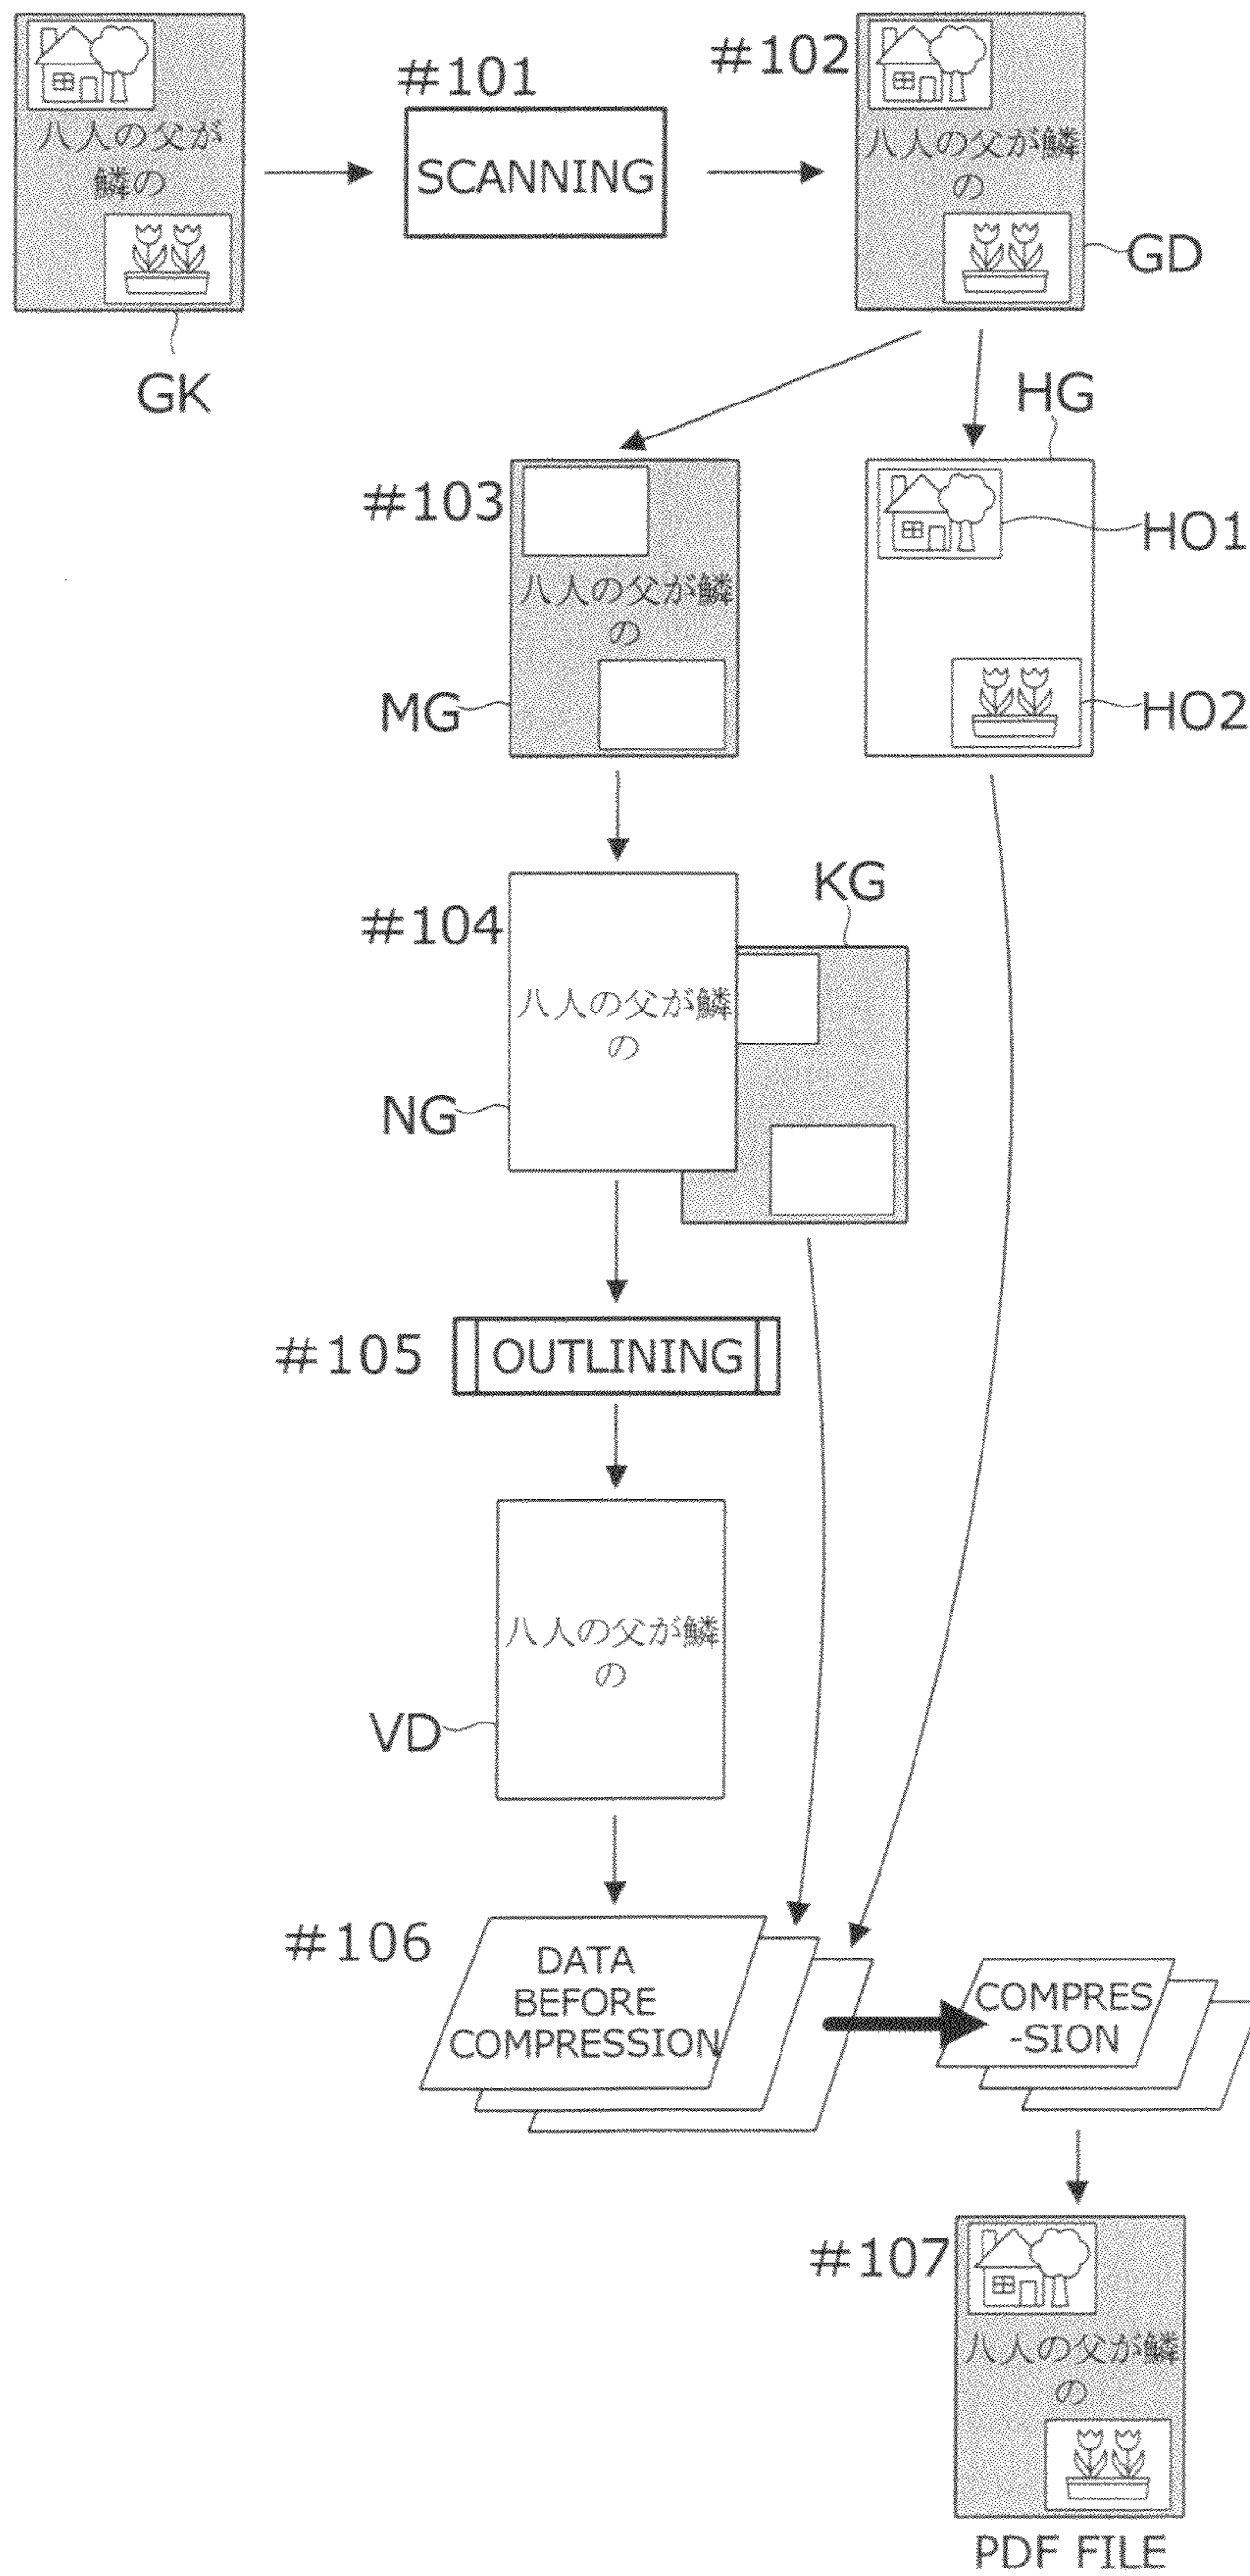 #101
#102
八人の父が
鱗の
SCANNING
八人の父が鱗
の
GD
GK
HG
#103
HO1
八人の父が鱗
の
MG
HO2
KG
#104
八人の父が鱗
の
NG
#105
OUTLINING
八人の父が鱗
の
VD
#106
DATA
BEFORE
COMPRESSION
COMPRES
-SION
#107
八人の父が鱗
の
PDF FILE